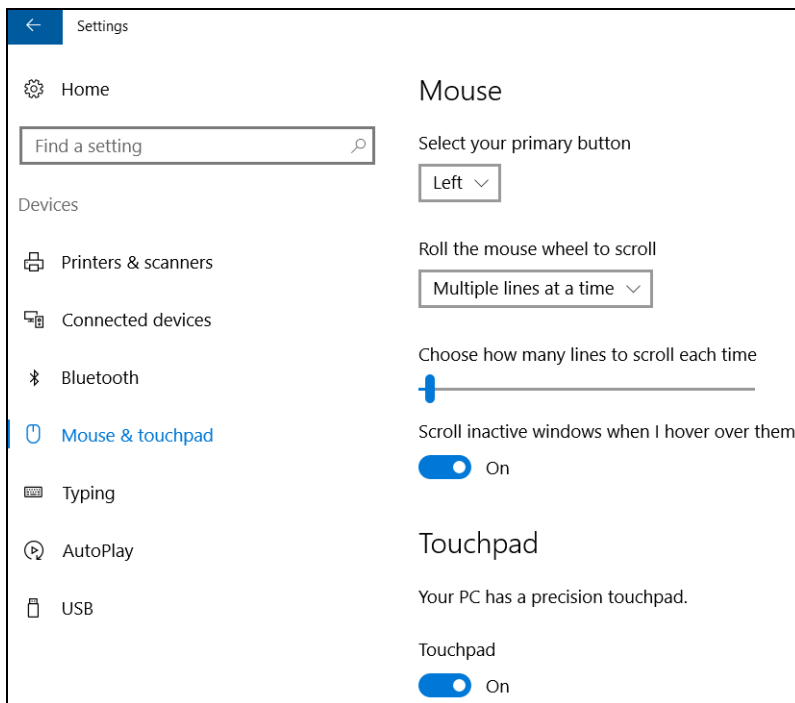 Settings
Home
Find a setting
Devices
Printers & scanners
Connected devices
Bluetooth
Mouse & touchpad
Typing
AutoPlay
USB
Mouse
Select your primary button
Left
Roll the mouse wheel to scroll
Multiple lines at a time
Choose how many lines to scroll each time
Scroll inactive windows when I hover over them
On
Touchpad
Your PC has a precision touchpad.
Touchpad
On